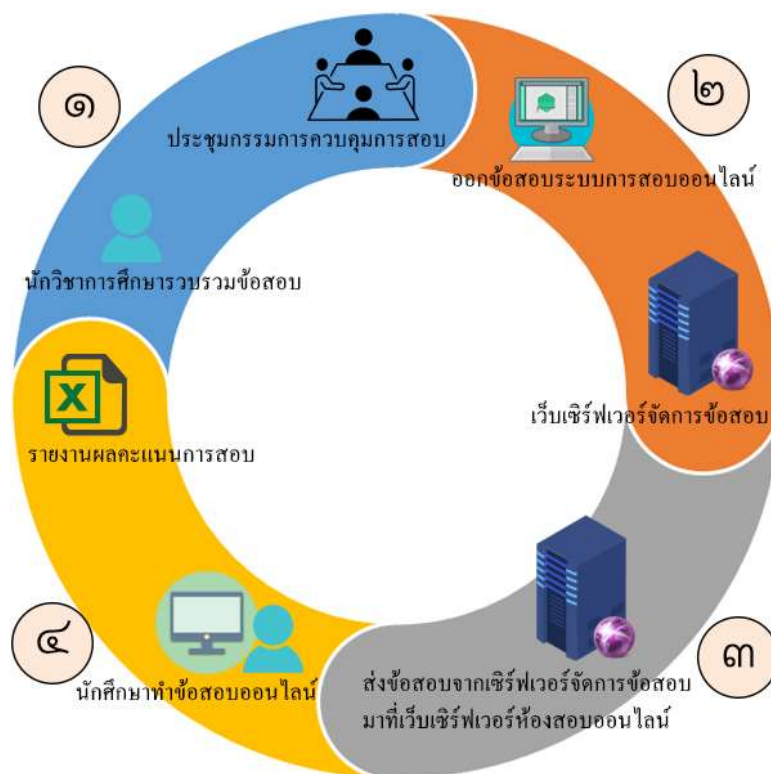 ๑
ประชุมกรรมการควบคุมการสอบ
นักวิชาการศึกษารวบรวมข้อสอบ
๒
ออกข้อสอบระบบการสอบออนไลน์
เว็บเซิร์ฟเวอร์จัดการข้อสอบ
๓
ส่งข้อสอบจากเซิร์ฟเวอร์จัดการข้อสอบ
มาที่เว็บเซิร์ฟเวอร์ห้องสอบออนไลน์
๔
นักศึกษาทำข้อสอบออนไลน์
X
รายงานผลคะแนนการสอบ